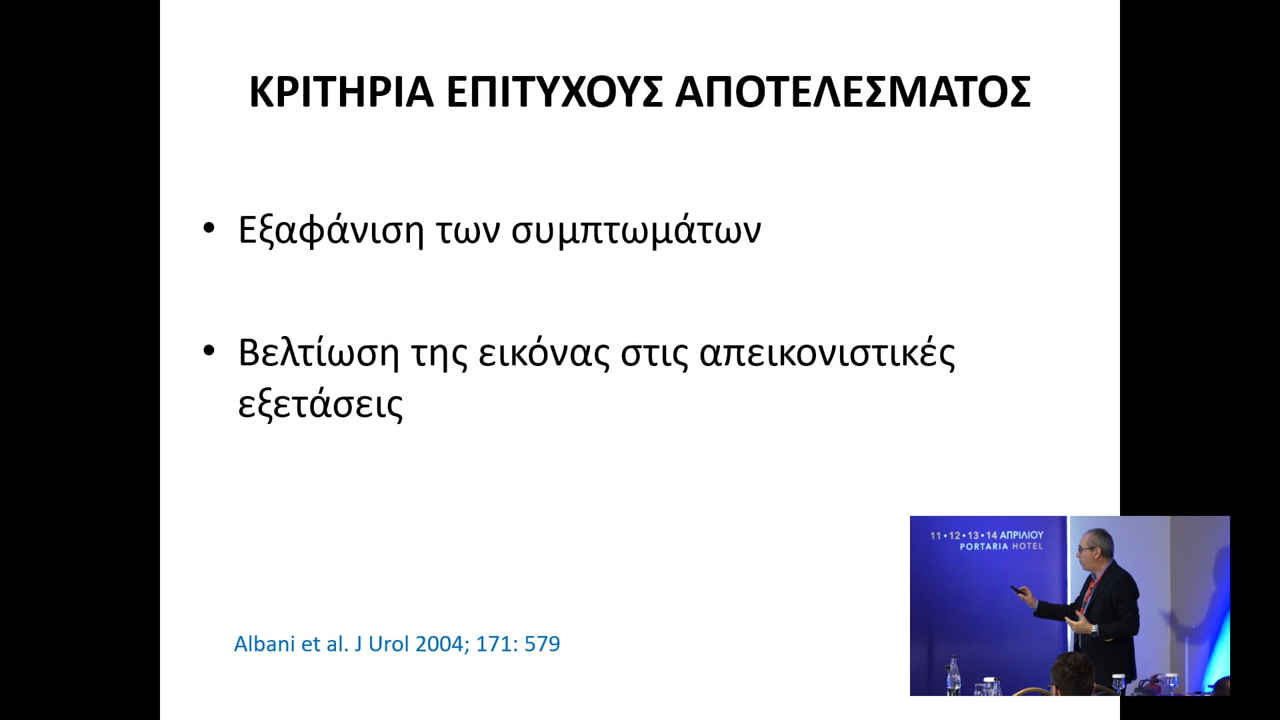 ΚΡΙΤΗΡΙΑ ΕΠΙΤΥΧΟΥΣ ΑΠΟΤΕΛΕΣΜΑΤΟΣ
• Εξαφάνιση των συμπτωμάτων
• Βελτίωση της εικόνας στις απεικονιστικές
εξετάσεις
11•12•13•14 ΑΠΡΙΛΙΟΥ
PORTARIA HOTEL
Albani et al. J Urol 2004; 171: 579